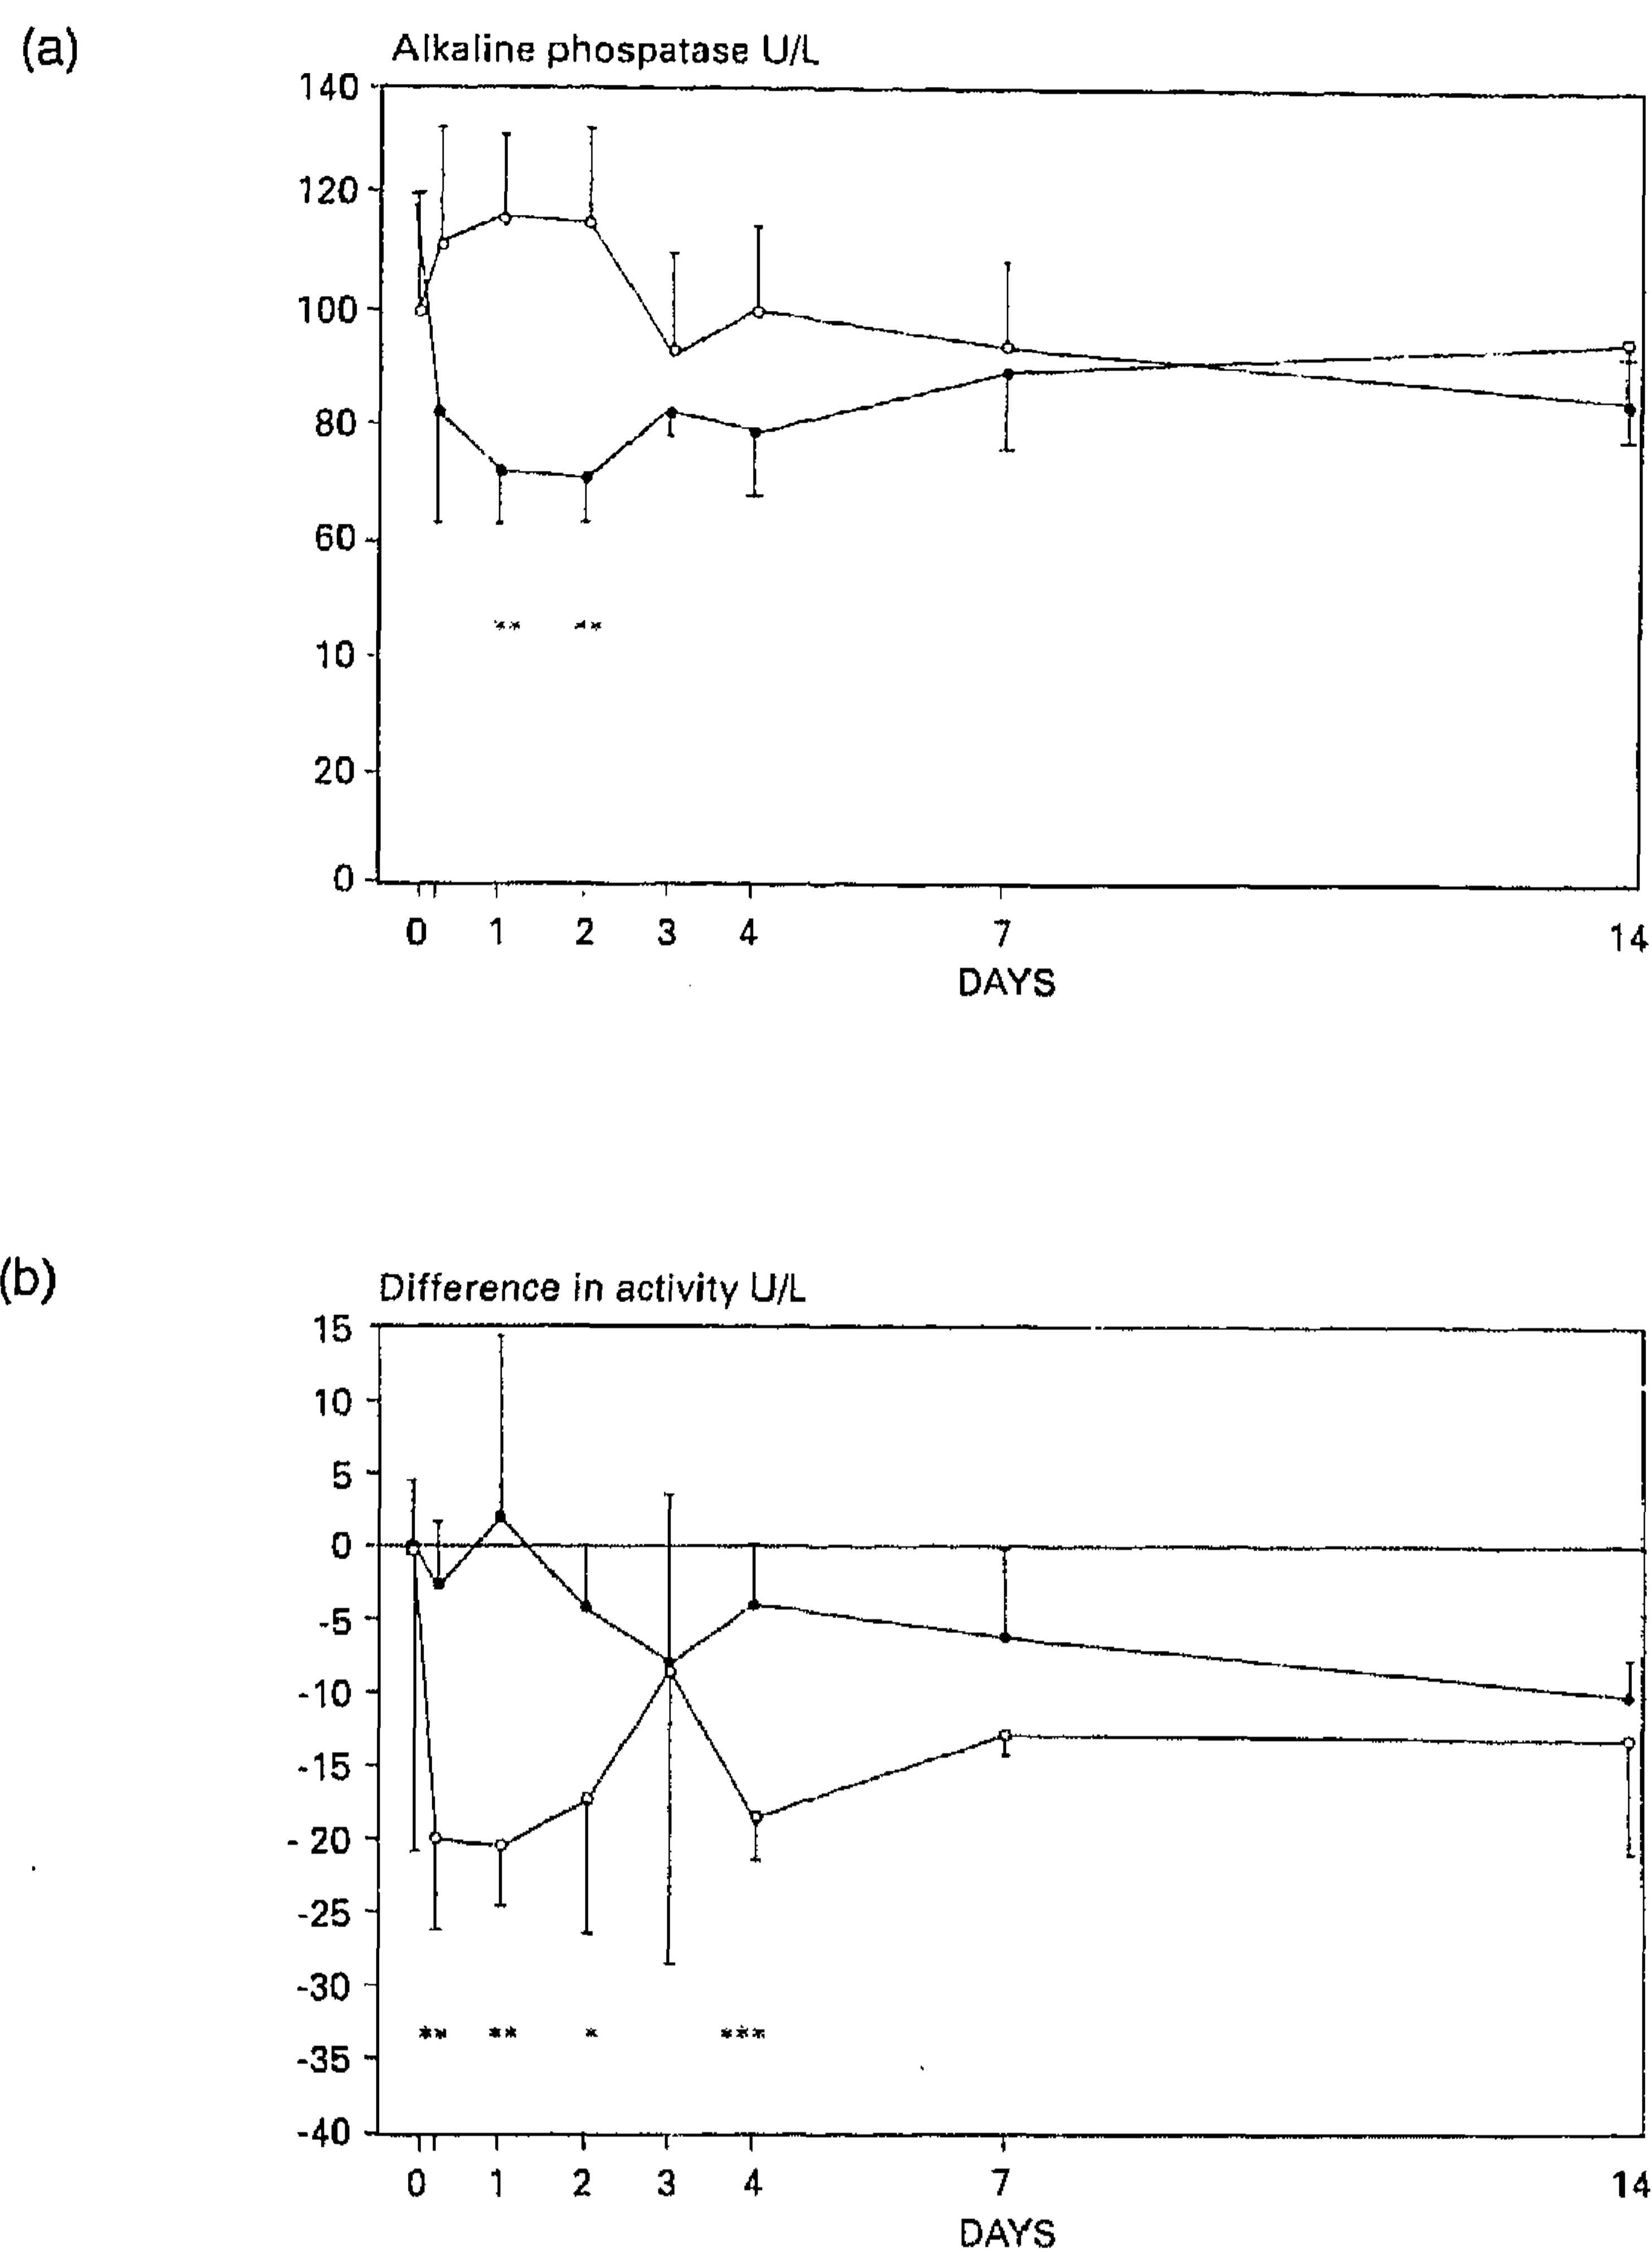 (a)
Alkaline phospatase U/L
140
120
100
80
60
** **
10
20
0
0 1 2 3 4 7 14
DAYS
(b)
Difference in activity U/L
15
10
5
0
-5
-10
-15
-20
-25
-30
** ** * ***
-35
-40
0 1 2 3 4 7 14
DAYS